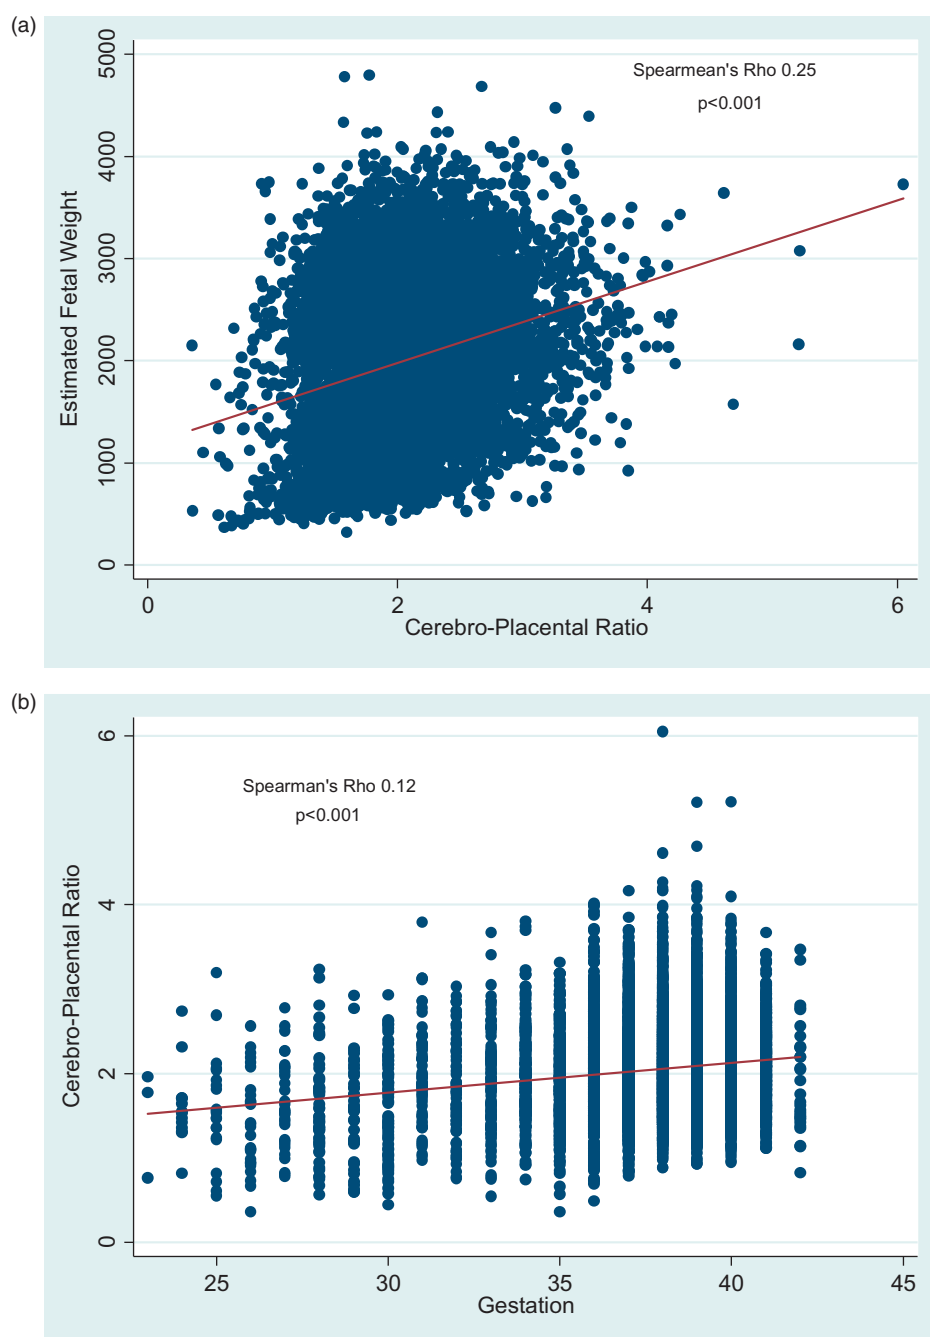 (a)
5000
4000
3000
2000
1000
0
Estimated Fetal Weight
Spearmean's Rho 0.25
p<0.001
0 2 4 6
Cerebro-Placental Ratio
(b)
6
4
2
0
Cerebro-Placental Ratio
Spearman's Rho 0.12
p<0.001
25 30 35 40 45
Gestation